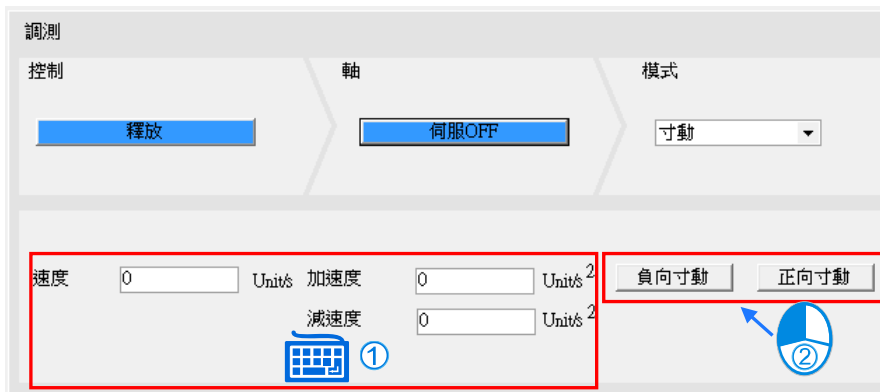 調測
控制 軸 模式
釋放 伺服OFF 寸動
速度 0 Unit/s 加速度 0 Unit/s 2 負向寸動 正向寸動
減速度 0 Unit/s 2
①
②